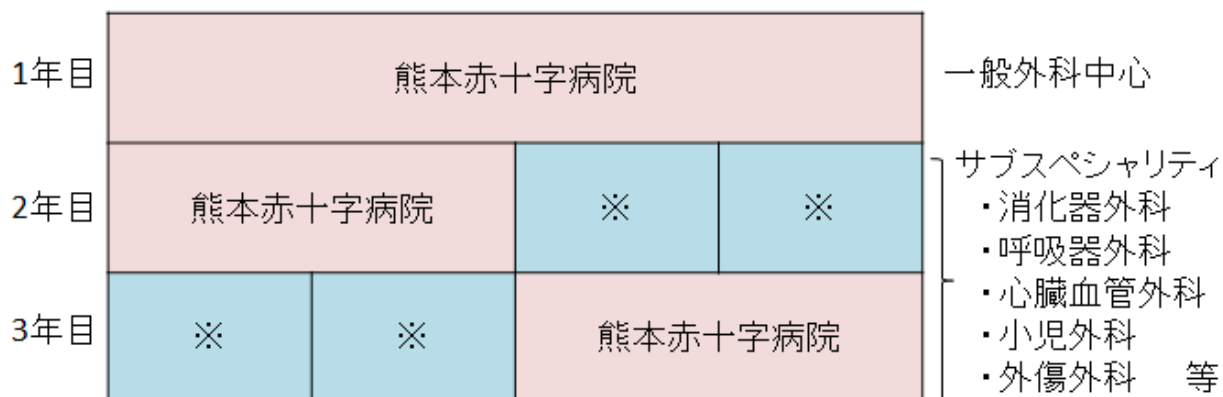 1年目
熊本赤十字病院
一般外科中心
2年目
熊本赤十字病院
※
※
サブスペシャリティ
・消化器外科
・呼吸器外科
・心臓血管外科
・小児外科
・外傷外科 等
3年目
※
※
熊本赤十字病院